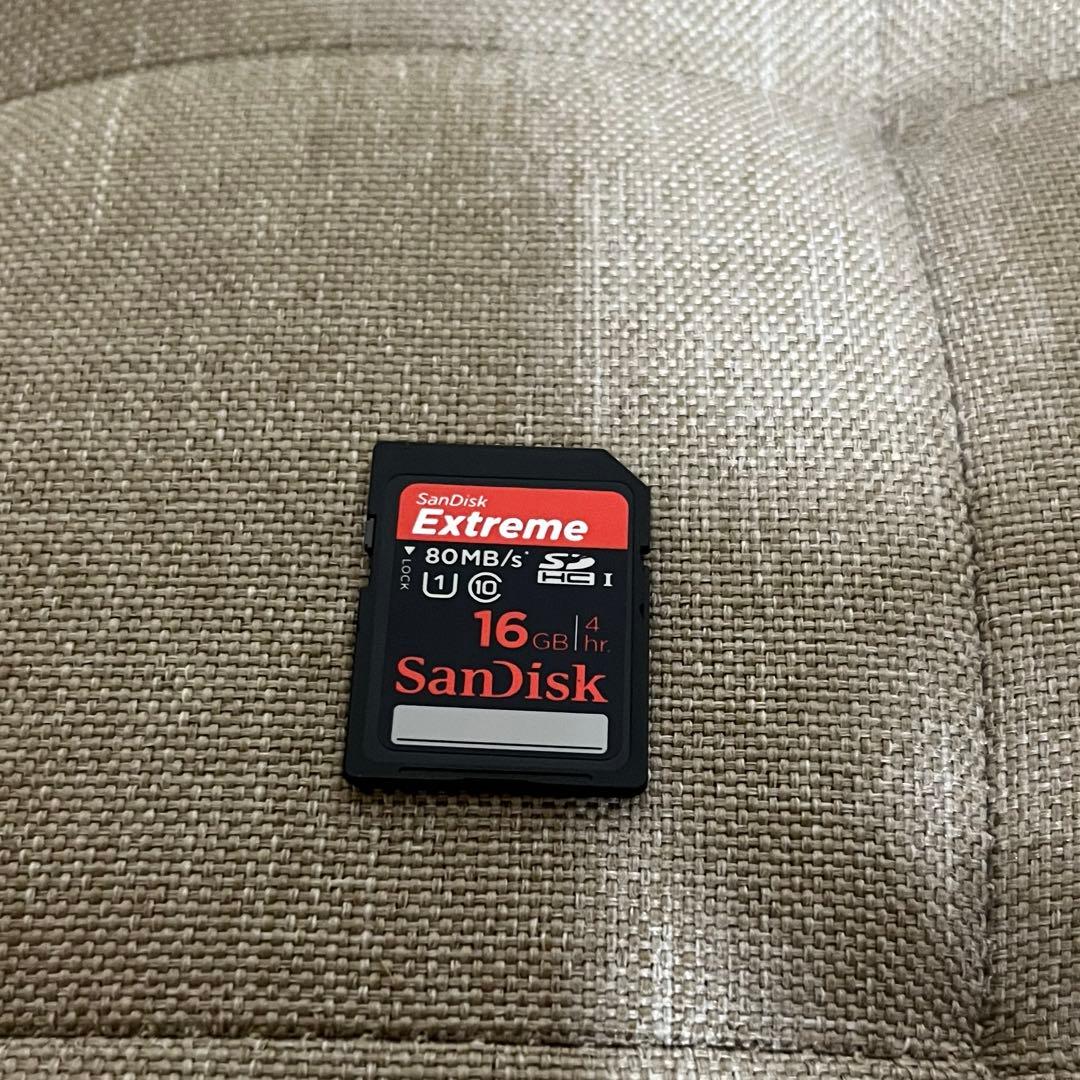 SanDisk
Extreme
LOCK
80MB/s*
SD HC I
1
10
16 GB 4 hr.
SanDisk